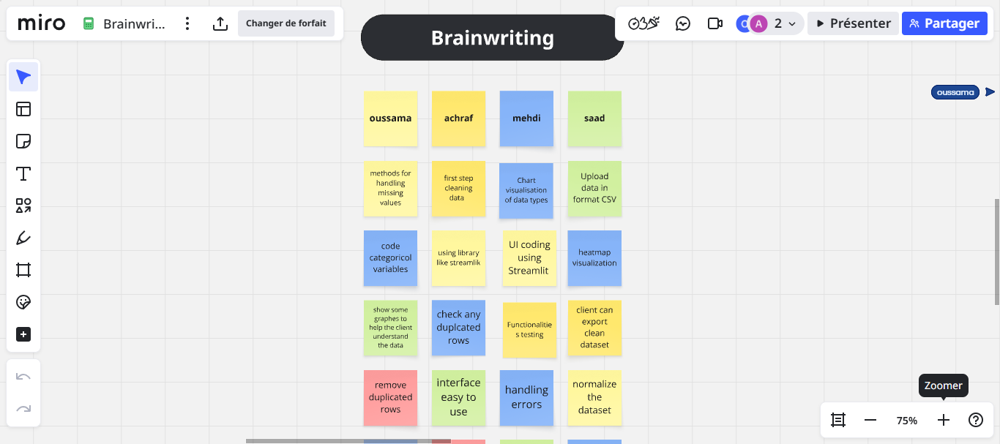 miro
Brainwri...
Changer de forfait
Brainwriting
2
Présenter
Partager
oussama
oussama
achraf
mehdi
saad
methods for
handling
missing
values
first step
cleaning
data
Chart
visualisation
of data types
Upload
data in
format CSV
code
categoricol
variables
using library
like streamlik
UI coding
using
Streamlit
heatmap
visualization
show some
graphes to
help the client
understand
the data
check any
duplcated
rows
Functionalitie
s testing
client can
export
clean
dataset
remove
duplicated
rows
interface
easy to
use
handling
errors
normalize
the
dataset
Zoomer
75%